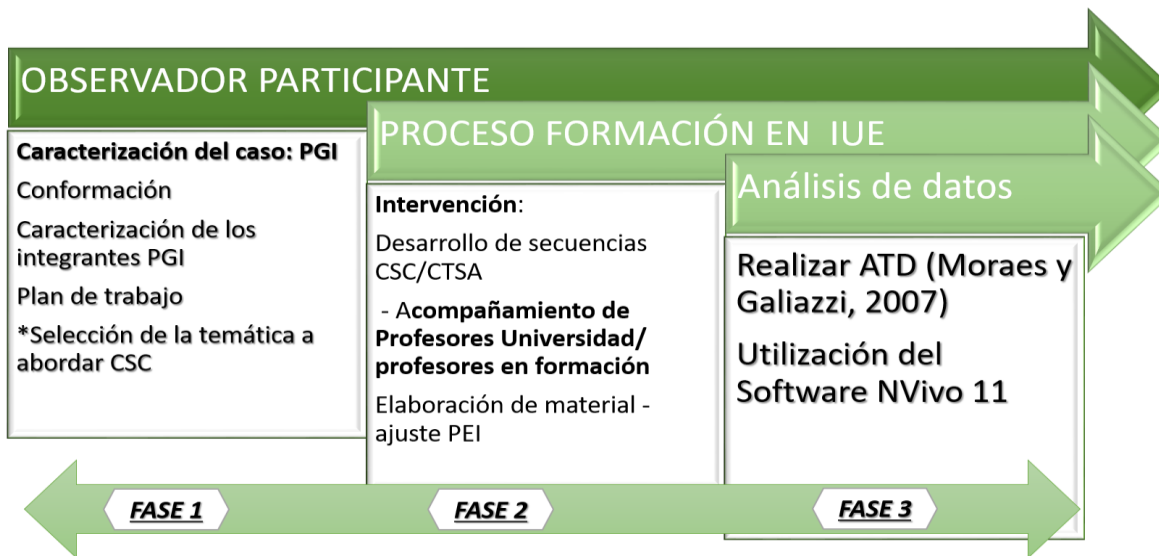 OBSERVADOR PARTICIPANTE
Caracterización del caso: PGI
Conformación
Caracterización de los
integrantes PGI
Plan de trabajo
*Selección de la temática a
abordar CSC
PROCESO FORMACIÓN EN IUE
Intervención:
Desarrollo de secuencias
CSC/CTSA
- Acompañamiento de
Profesores Universidad/
profesores en formación
Elaboración de material -
ajuste PEI
Análisis de datos
Realizar ATD (Moraes y
Galiazzi, 2007)
Utilización del
Software NVivo 11
FASE 1
FASE 2
FASE 3